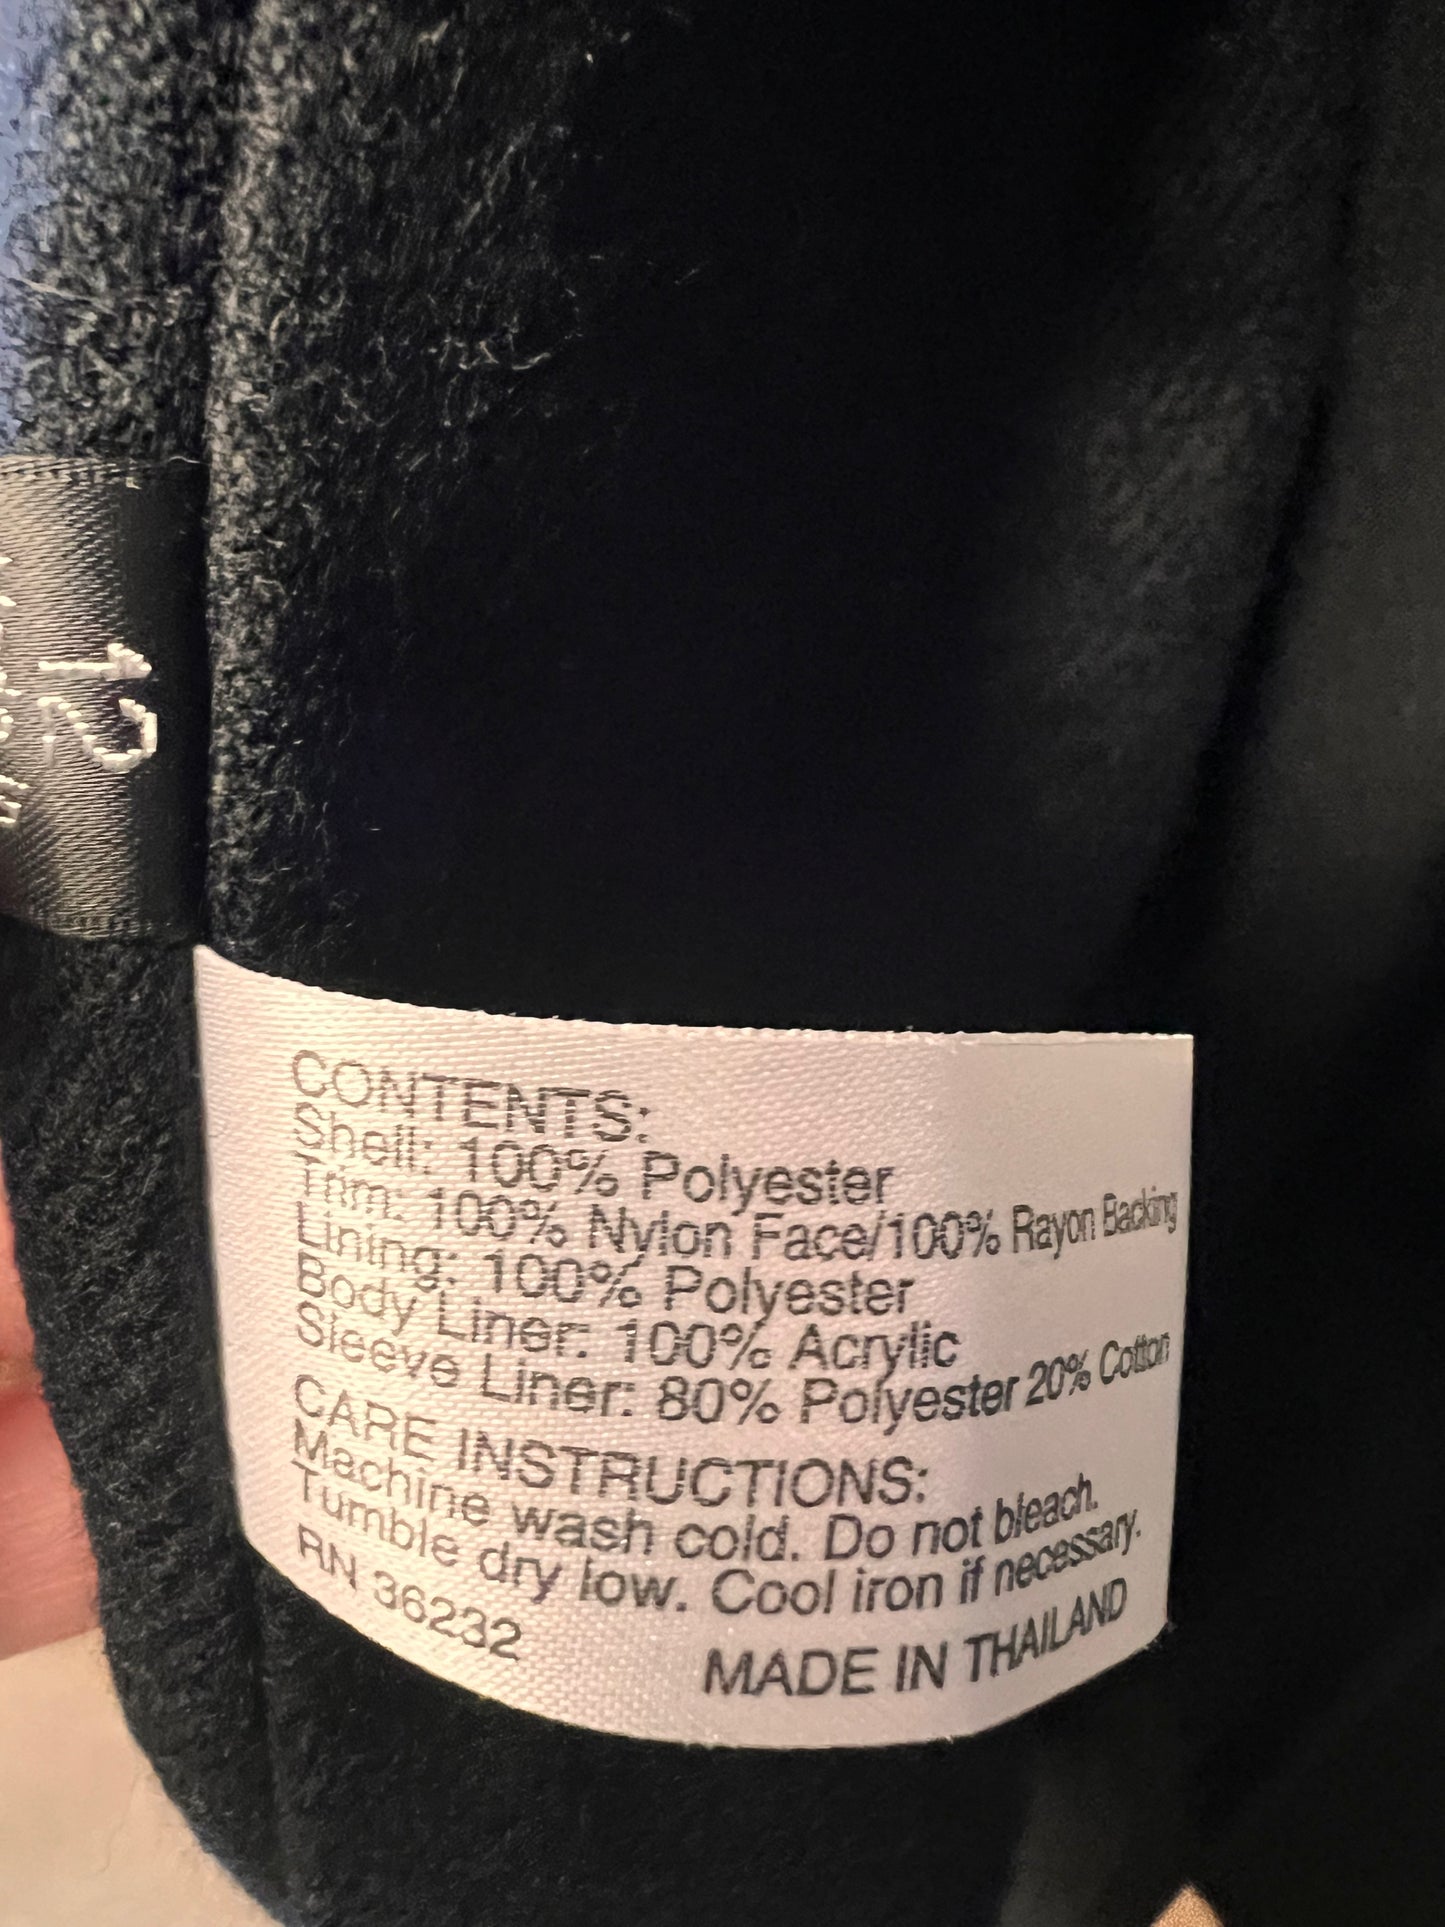 12
CONTENTS:
Shell: 100% Polyester
Trim: 100% Nylon Face/100% Rayon Backing
Lining: 100% Polyester
Body Liner: 100% Acrylic
Sleeve Liner: 80% Polyester 20% Cotton
CARE INSTRUCTIONS:
Machine wash cold. Do not bleach.
Tumble dry low. Cool iron if necessary.
RN 36232
MADE IN THAILAND